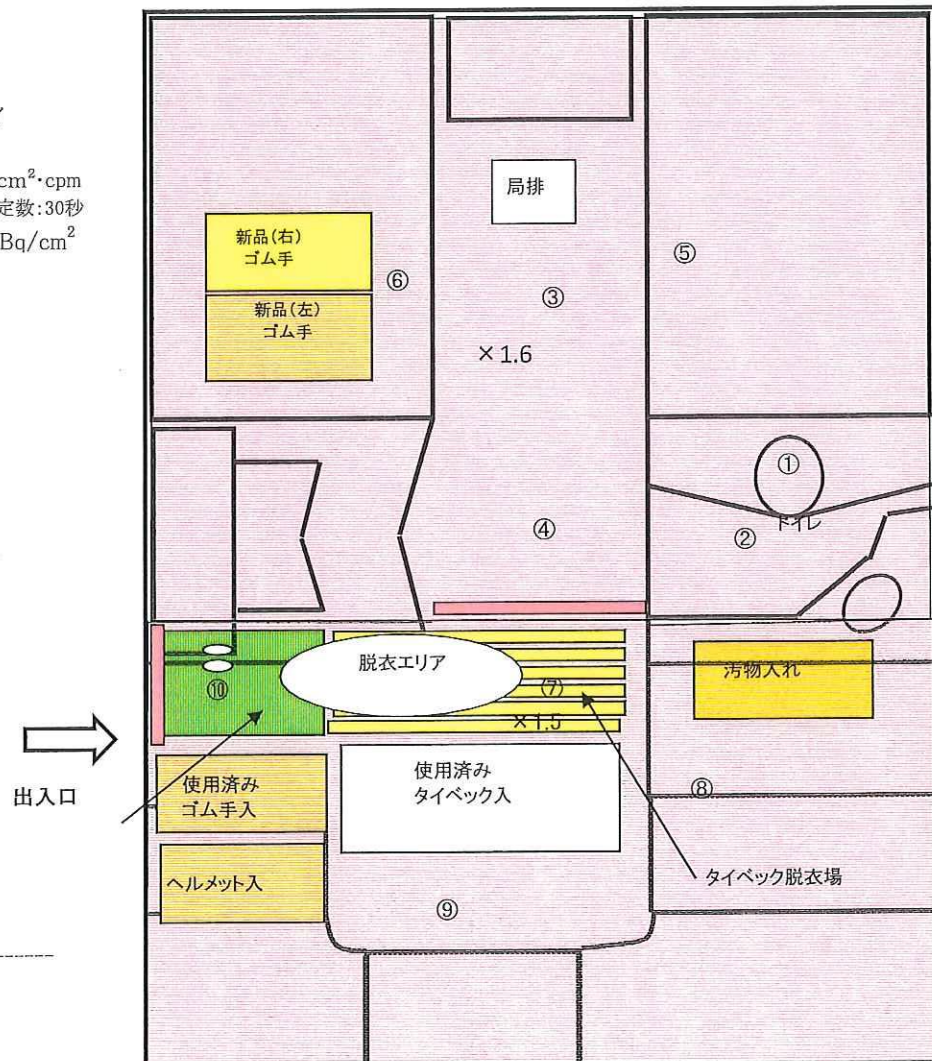 cm²・cpm
定数:30秒
Bq/cm²
局排
新品(右)
ゴム手
⑥
新品(左)
ゴム手
③
⑤
×1.6
①
トイレ
④
②
脱衣エリア
⑩
⑦
×1.5
汚物入れ
出入口
使用済み
ゴム手入
使用済み
タイベック入
⑧
ヘルメット入
タイベック脱衣場
⑨